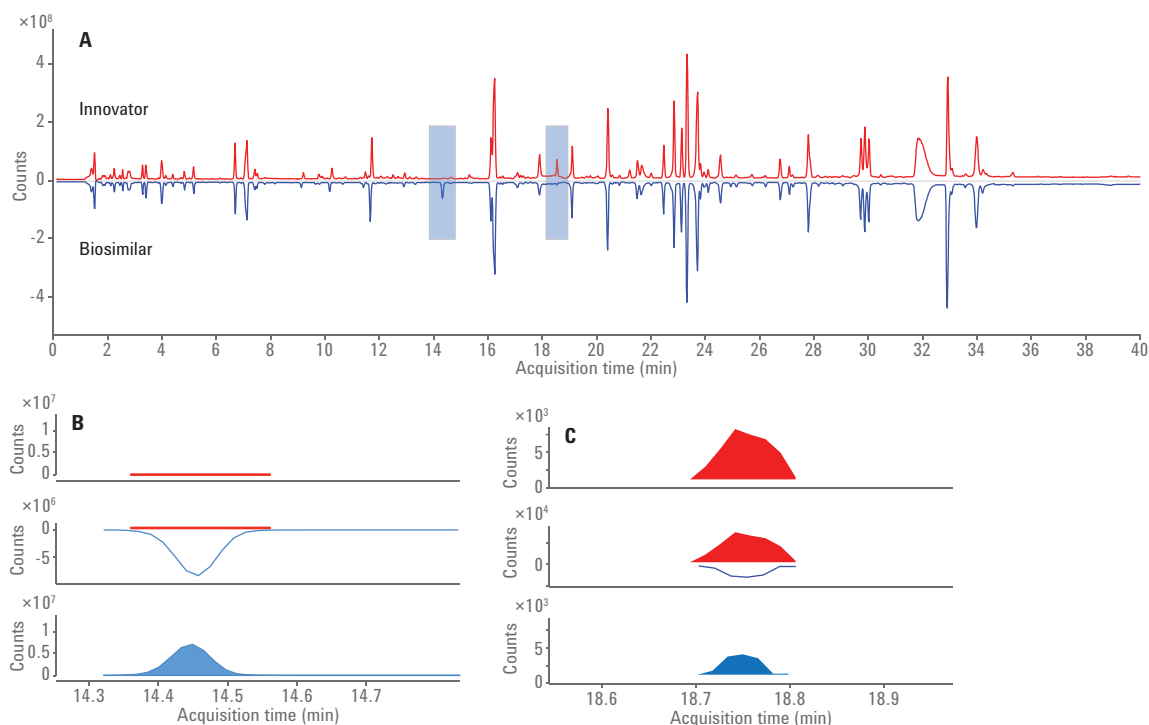 ×10⁸
A
4
Innovator
2
Counts
0
-2
Biosimilar
-4
0 2 4 6 8 10 12 14 16 18 20 22 24 26 28 30 32 34 36 38 40
Acquisition time (min)
×10⁷
B
1
0.5
0
Counts
×10⁶
0
-5
Counts
×10⁷
1
0.5
0
Counts
14.3 14.4 14.5 14.6 14.7
Acquisition time (min)
×10³
C
5
0
Counts
×10⁴
0
Counts
×10³
5
0
Counts
18.6 18.7 18.8 18.9
Acquisition time (min)